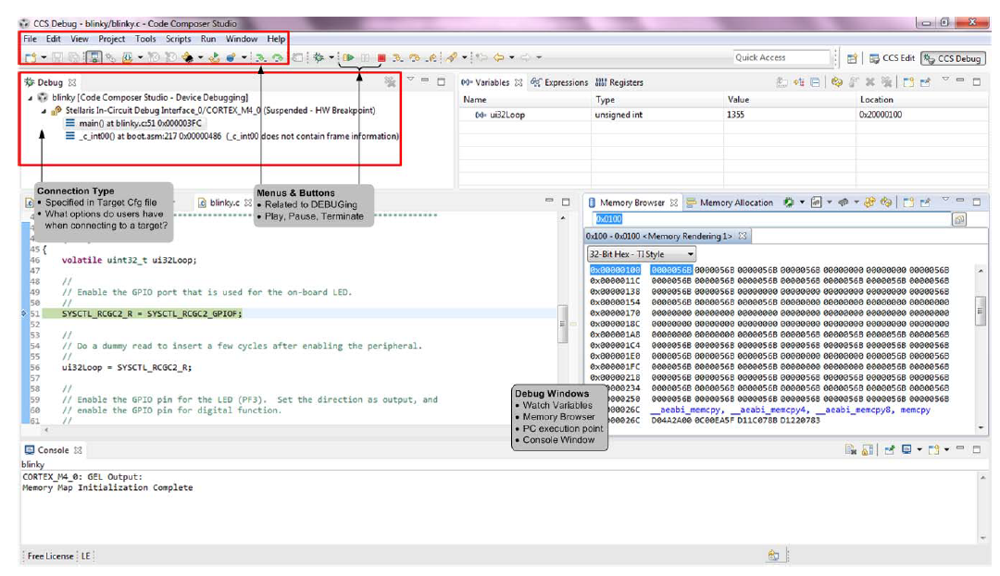 CCS Debug - blinky/blinky.c - Code Composer Studio
File Edit View Project Tools Scripts Run Window Help
Quick Access
CCS Edit
CCS Debug
Debug
blinky [Code Composer Studio - Device Debugging]
Stellaris In-Circuit Debug Interface_0/CORTEX_M4_0 (Suspended - HW Breakpoint)
main() at blinky.c:51 0x000003FC
_c_int00() at boot.asm:217 0x00000486 (_c_int00 does not contain frame information)
(x)= Variables Expressions Registers
Name Type Value Location
(x)= ui32Loop unsigned int 1355 0x20000100
Connection Type
• Specified in Target Cfg file
• What options do users have
when connecting to a target?
Menus & Buttons
• Related to DEBUGing
• Play, Pause, Terminate
blinky.c
45 {
46 volatile uint32_t ui32Loop;
47
48 //
49 // Enable the GPIO port that is used for the on-board LED.
50 //
51 SYSCTL_RCGC2_R = SYSCTL_RCGC2_GPIOF;
52
53 //
54 // Do a dummy read to insert a few cycles after enabling the peripheral.
55 //
56 ui32Loop = SYSCTL_RCGC2_R;
57
58 //
59 // Enable the GPIO pin for the LED (PF3). Set the direction as output, and
60 // enable the GPIO pin for digital function.
61 //
Memory Browser Memory Allocation
0x0100
0x100 - 0x0100 <Memory Rendering 1>
32-Bit Hex - TI Style
0x00000100 0000056B 0000056B 0000056B 0000056B 00000000 00000000 0000056B
0x0000011C 0000056B 0000056B 0000056B 0000056B 0000056B 0000056B 0000056B
0x00000138 0000056B 0000056B 0000056B 0000056B 0000056B 0000056B 0000056B
0x00000154 0000056B 0000056B 0000056B 0000056B 00000000 00000000 00000000
0x00000170 00000000 00000000 00000000 00000000 00000000 00000000 00000000
0x0000018C 00000000 00000000 00000000 00000000 00000000 00000000 00000000
0x000001A8 00000000 00000000 0000056B 0000056B 0000056B 0000056B 0000056B
0x000001C4 0000056B 0000056B 0000056B 0000056B 0000056B 0000056B 0000056B
0x000001E0 0000056B 0000056B 00000000 00000000 00000000 00000000 0000056B
0x000001FC 0000056B 0000056B 0000056B 0000056B 0000056B 0000056B 0000056B
0x00000218 0000056B 0000056B 0000056B 0000056B 0000056B 0000056B 0000056B
0000234 0000056B 0000056B 0000056B 0000056B 0000056B 0000056B 0000056B
0000250 0000056B 0000056B 0000056B 0000056B 0000056B 0000056B 0000056B
000026C __aeabi_memcpy, __aeabi_memcpy4, __aeabi_memcpy8, memcpy
000026C D04A2A00 0C00EA5F D11C078B D1220783
Debug Windows
• Watch Variables
• Memory Browser
• PC execution point
• Console Window
Console
blinky
CORTEX_M4_0: GEL Output:
Memory Map Initialization Complete
Free License LE